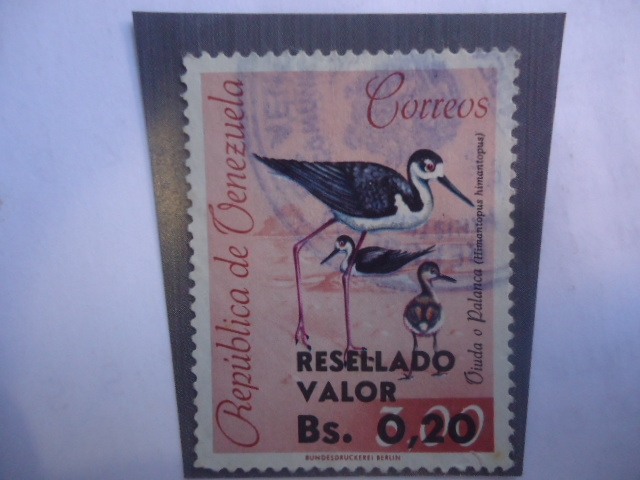 Correos
República de Venezuela
Viuda o Palanca (Himantopus himantopus)
RESELLADO
VALOR
Bs. 0,20
3.00
BUNDESDRUCKEREI BERLIN